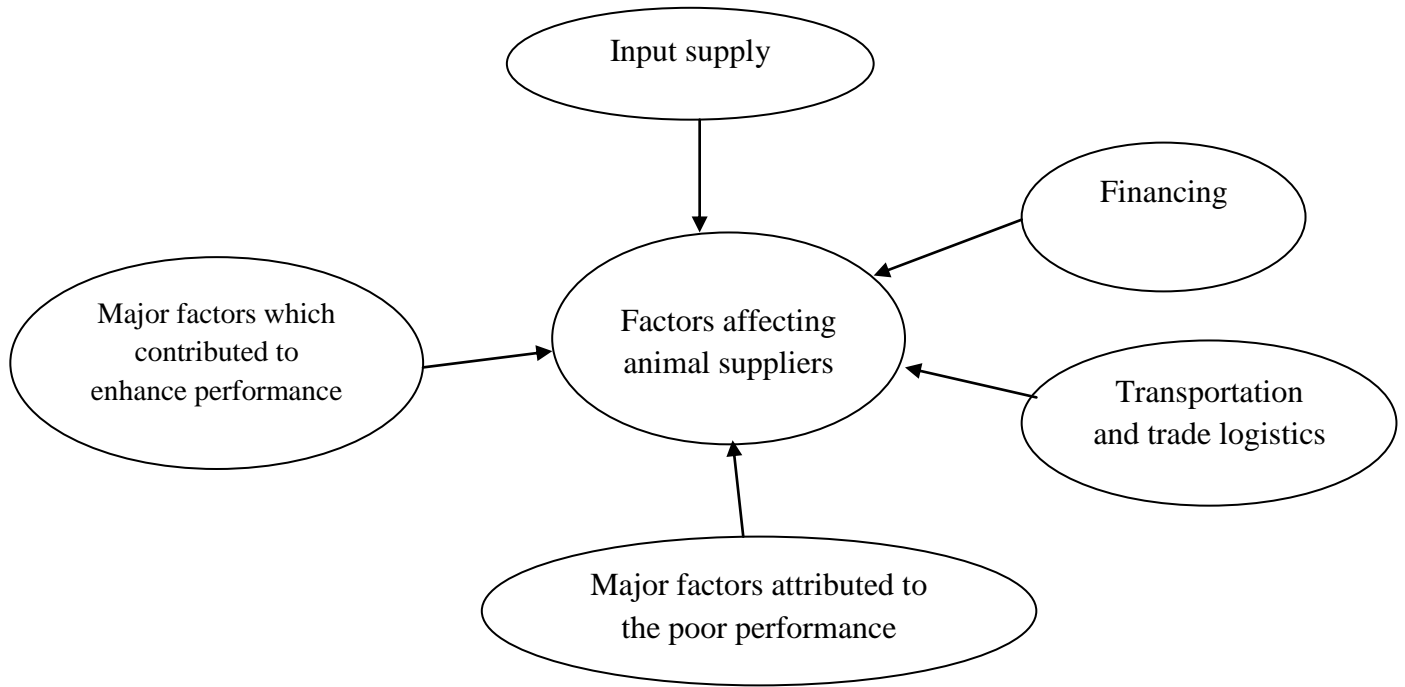 Input supply
Financing
Factors affecting
animal suppliers
Major factors which
contributed to
enhance performance
Transportation
and trade logistics
Major factors attributed to
the poor performance